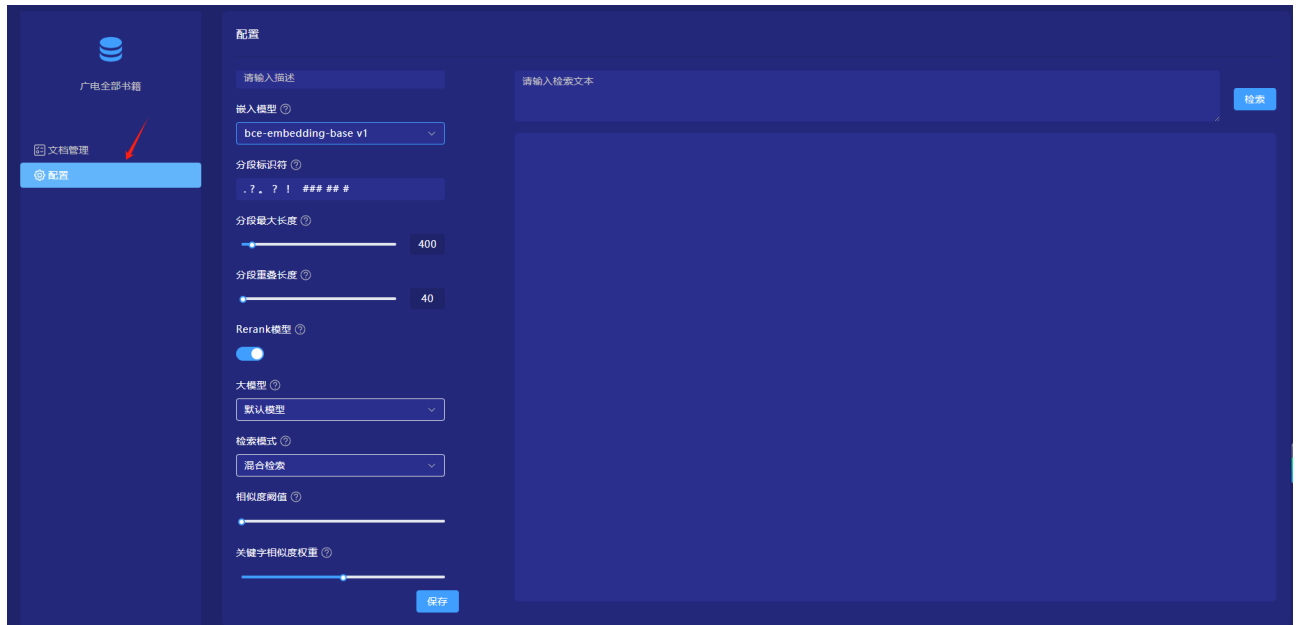 广电全部书籍
文档管理
配置
配置
请输入描述
嵌入模型
bce-embedding-base v1
分段标识符
.?。?! ### ## #
分段最大长度
400
分段重叠长度
40
Rerank模型
大模型
默认模型
检索模式
混合检索
相似度阈值
关键字相似度权重
保存
请输入检索文本
检索